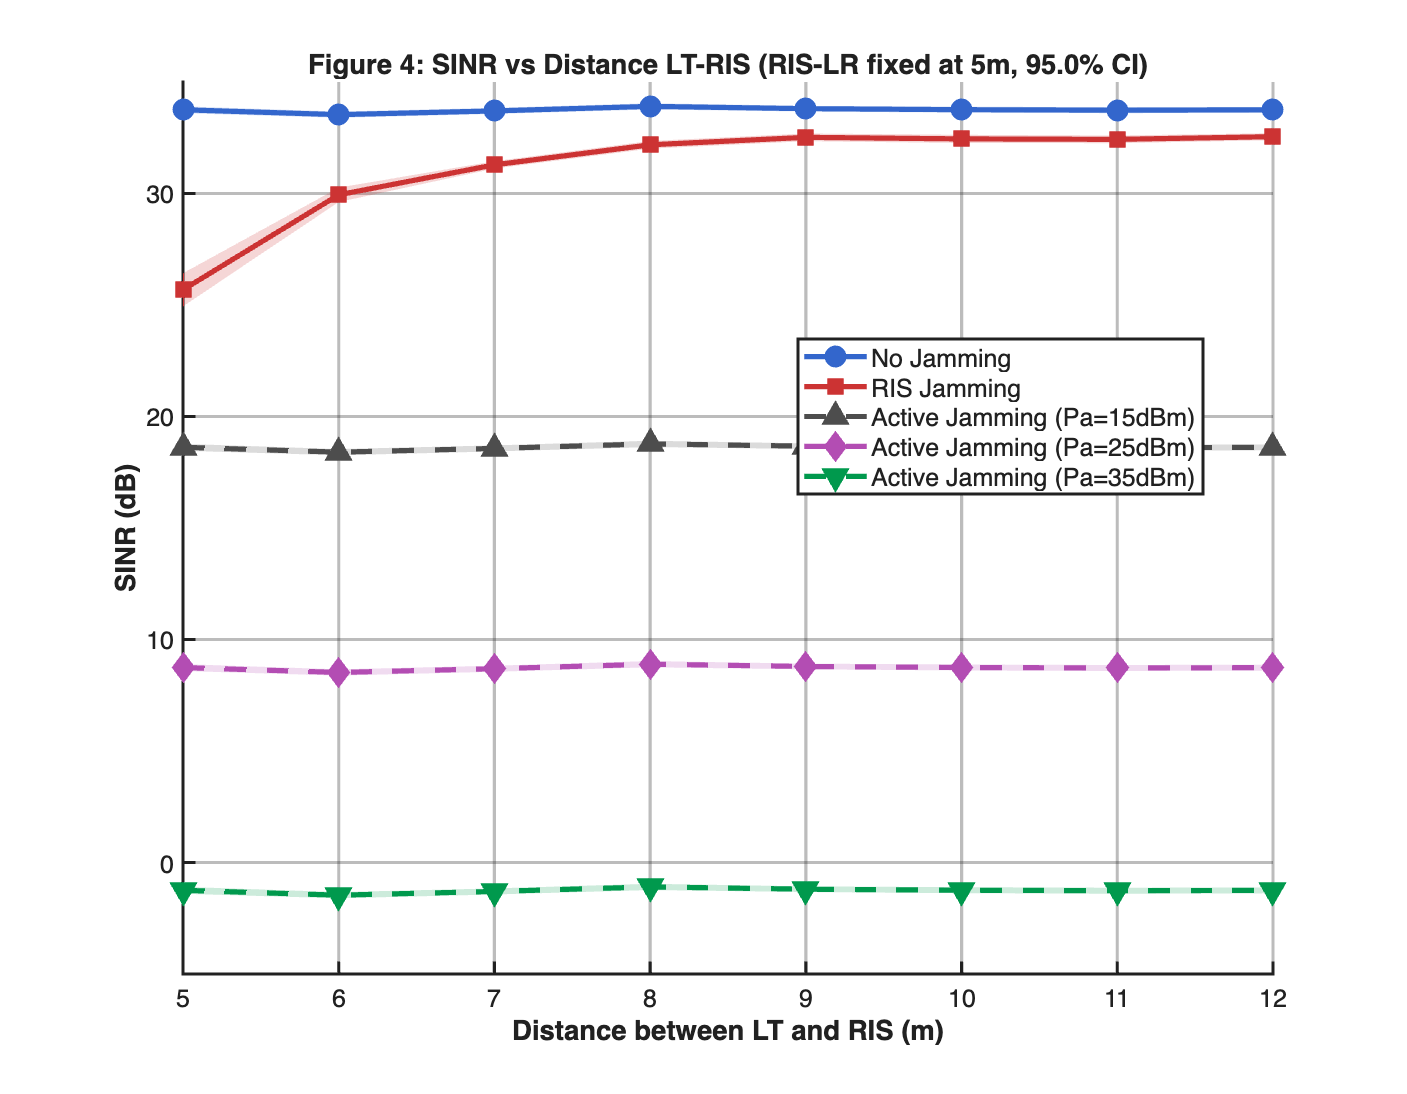 Figure 4: SINR vs Distance LT-RIS (RIS-LR fixed at 5m, 95.0% CI)
SINR (dB)
30
20
10
0
No Jamming
RIS Jamming
Active Jamming (Pa=15dBm)
Active Jamming (Pa=25dBm)
Active Jamming (Pa=35dBm)
5 6 7 8 9 10 11 12
Distance between LT and RIS (m)